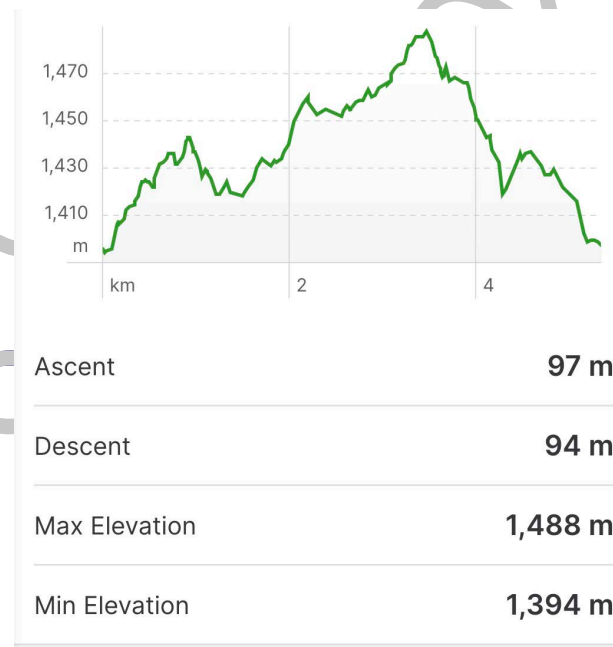 1,470
1,450
1,430
1,410
m
km 2 4
Ascent 97 m
Descent 94 m
Max Elevation 1,488 m
Min Elevation 1,394 m